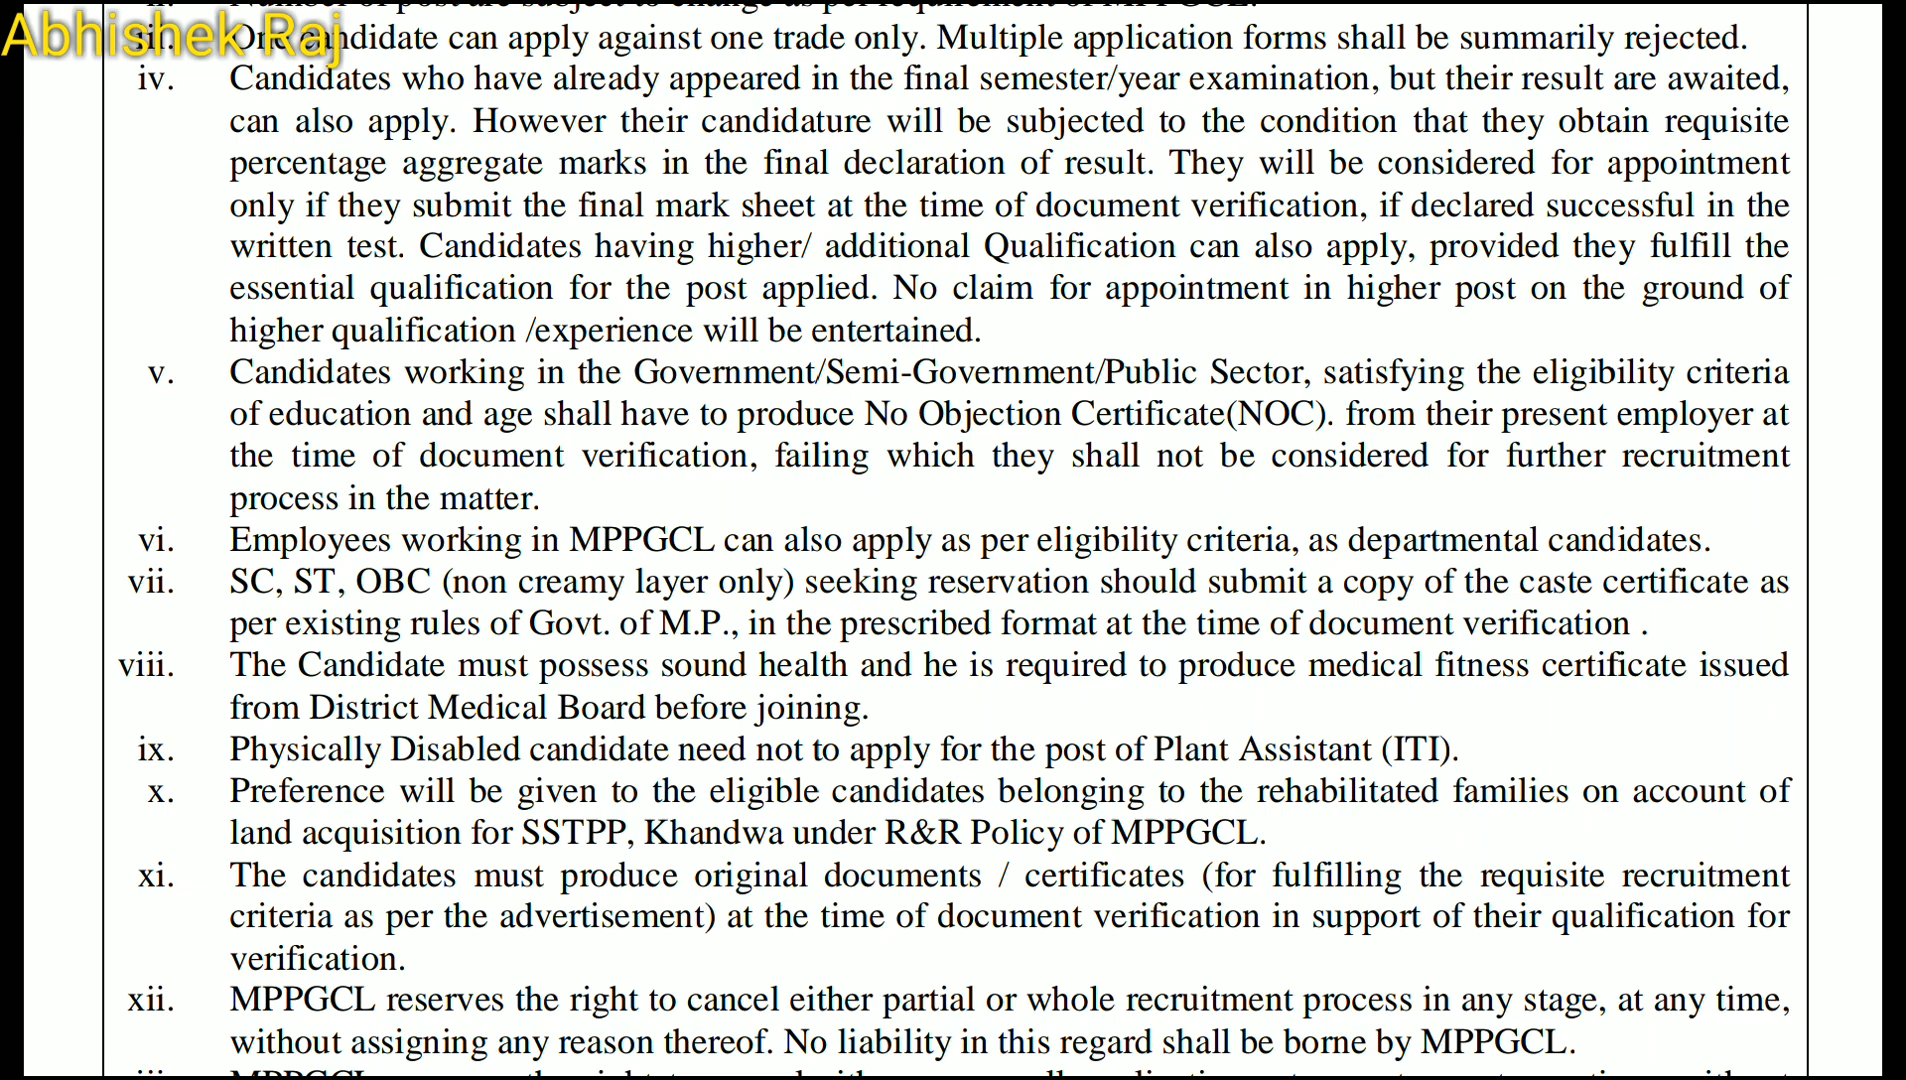 Abhishek Raj
ii. Number of post are subject to change as per requirement of MPPGCL.
iii. One candidate can apply against one trade only. Multiple application forms shall be summarily rejected.
iv. Candidates who have already appeared in the final semester/year examination, but their result are awaited,
can also apply. However their candidature will be subjected to the condition that they obtain requisite
percentage aggregate marks in the final declaration of result. They will be considered for appointment
only if they submit the final mark sheet at the time of document verification, if declared successful in the
written test. Candidates having higher/ additional Qualification can also apply, provided they fulfill the
essential qualification for the post applied. No claim for appointment in higher post on the ground of
higher qualification /experience will be entertained.
v. Candidates working in the Government/Semi-Government/Public Sector, satisfying the eligibility criteria
of education and age shall have to produce No Objection Certificate(NOC). from their present employer at
the time of document verification, failing which they shall not be considered for further recruitment
process in the matter.
vi. Employees working in MPPGCL can also apply as per eligibility criteria, as departmental candidates.
vii. SC, ST, OBC (non creamy layer only) seeking reservation should submit a copy of the caste certificate as
per existing rules of Govt. of M.P., in the prescribed format at the time of document verification .
viii. The Candidate must possess sound health and he is required to produce medical fitness certificate issued
from District Medical Board before joining.
ix. Physically Disabled candidate need not to apply for the post of Plant Assistant (ITI).
x. Preference will be given to the eligible candidates belonging to the rehabilitated families on account of
land acquisition for SSTPP, Khandwa under R&R Policy of MPPGCL.
xi. The candidates must produce original documents / certificates (for fulfilling the requisite recruitment
criteria as per the advertisement) at the time of document verification in support of their qualification for
verification.
xii. MPPGCL reserves the right to cancel either partial or whole recruitment process in any stage, at any time,
without assigning any reason thereof. No liability in this regard shall be borne by MPPGCL.